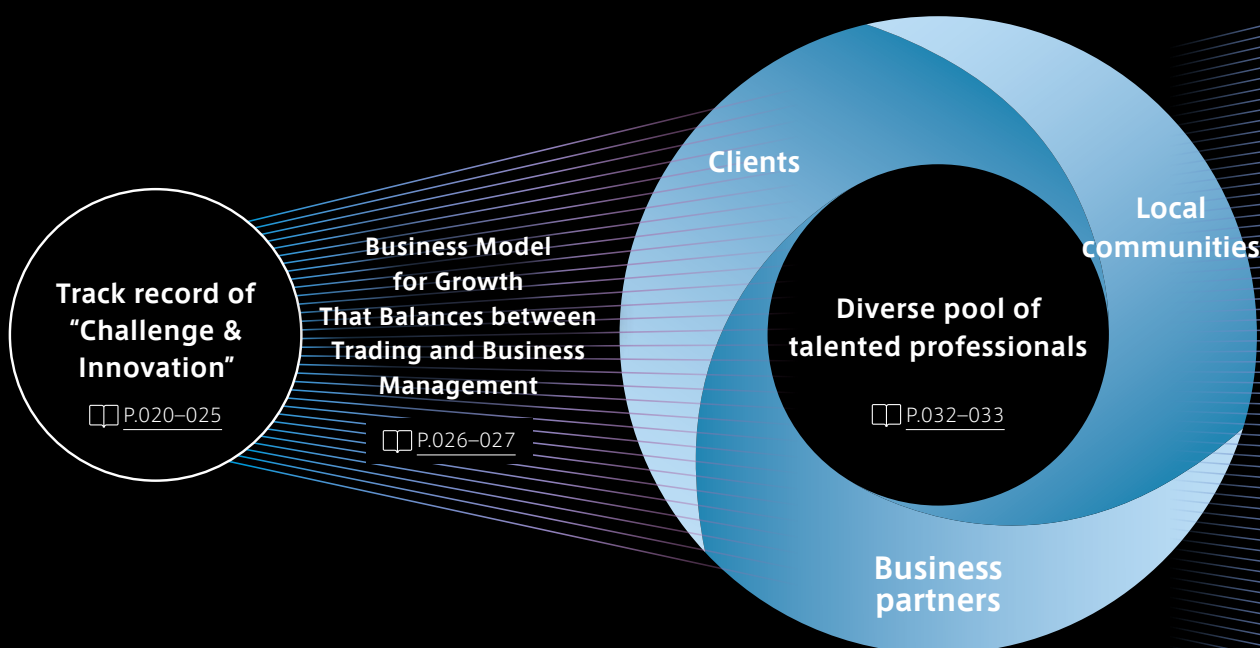 Track record of
“Challenge &
Innovation”
P.020–025
Business Model
for Growth
That Balances between
Trading and Business
Management
P.026–027
Clients
Local
communities
Diverse pool of
talented professionals
P.032–033
Business
partners